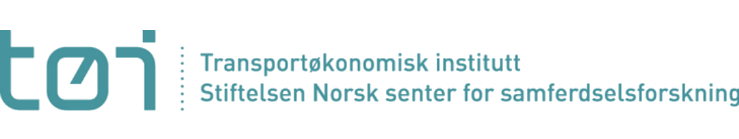 tøi
Transportøkonomisk institutt
Stiftelsen Norsk senter for samferdselsforskning